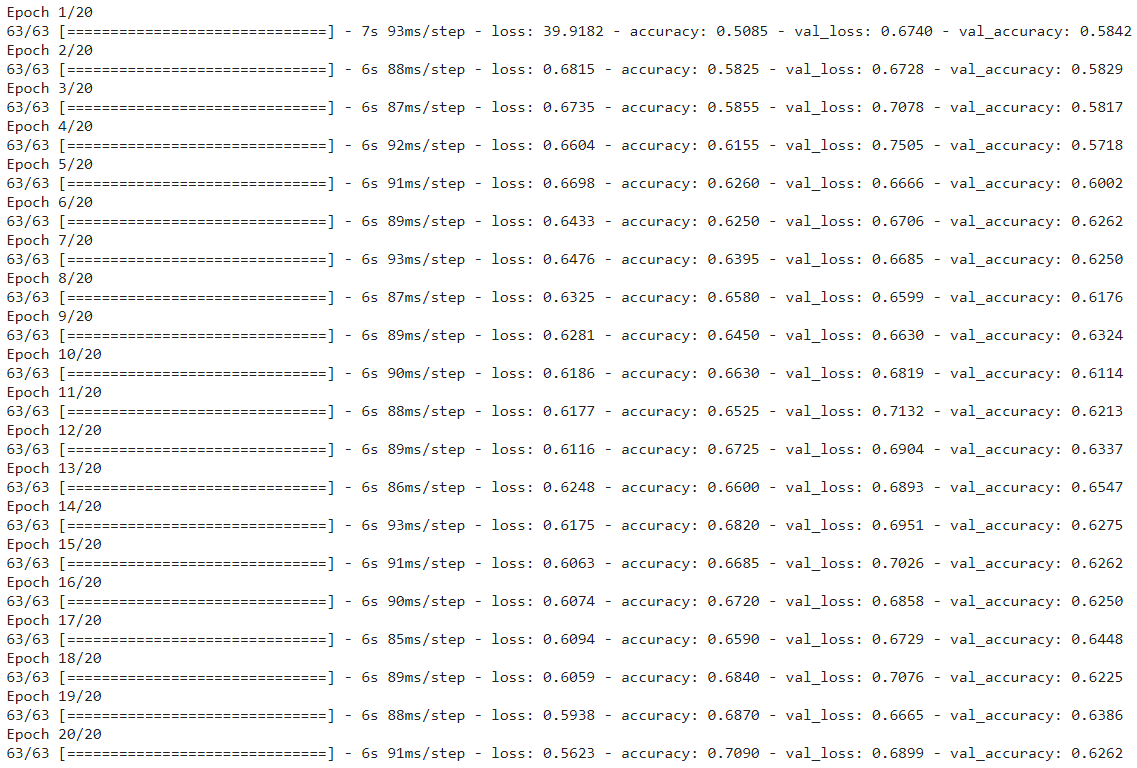 Epoch 1/20
63/63 [==============================] - 7s 93ms/step - loss: 39.9182 - accuracy: 0.5085 - val_loss: 0.6740 - val_accuracy: 0.5842
Epoch 2/20
63/63 [==============================] - 6s 88ms/step - loss: 0.6815 - accuracy: 0.5825 - val_loss: 0.6728 - val_accuracy: 0.5829
Epoch 3/20
63/63 [==============================] - 6s 87ms/step - loss: 0.6735 - accuracy: 0.5855 - val_loss: 0.7078 - val_accuracy: 0.5817
Epoch 4/20
63/63 [==============================] - 6s 92ms/step - loss: 0.6604 - accuracy: 0.6155 - val_loss: 0.7505 - val_accuracy: 0.5718
Epoch 5/20
63/63 [==============================] - 6s 91ms/step - loss: 0.6698 - accuracy: 0.6260 - val_loss: 0.6666 - val_accuracy: 0.6002
Epoch 6/20
63/63 [==============================] - 6s 89ms/step - loss: 0.6433 - accuracy: 0.6250 - val_loss: 0.6706 - val_accuracy: 0.6262
Epoch 7/20
63/63 [==============================] - 6s 93ms/step - loss: 0.6476 - accuracy: 0.6395 - val_loss: 0.6685 - val_accuracy: 0.6250
Epoch 8/20
63/63 [==============================] - 6s 87ms/step - loss: 0.6325 - accuracy: 0.6580 - val_loss: 0.6599 - val_accuracy: 0.6176
Epoch 9/20
63/63 [==============================] - 6s 89ms/step - loss: 0.6281 - accuracy: 0.6450 - val_loss: 0.6630 - val_accuracy: 0.6324
Epoch 10/20
63/63 [==============================] - 6s 90ms/step - loss: 0.6186 - accuracy: 0.6630 - val_loss: 0.6819 - val_accuracy: 0.6114
Epoch 11/20
63/63 [==============================] - 6s 88ms/step - loss: 0.6177 - accuracy: 0.6525 - val_loss: 0.7132 - val_accuracy: 0.6213
Epoch 12/20
63/63 [==============================] - 6s 89ms/step - loss: 0.6116 - accuracy: 0.6725 - val_loss: 0.6904 - val_accuracy: 0.6337
Epoch 13/20
63/63 [==============================] - 6s 86ms/step - loss: 0.6248 - accuracy: 0.6600 - val_loss: 0.6893 - val_accuracy: 0.6547
Epoch 14/20
63/63 [==============================] - 6s 93ms/step - loss: 0.6175 - accuracy: 0.6820 - val_loss: 0.6951 - val_accuracy: 0.6275
Epoch 15/20
63/63 [==============================] - 6s 91ms/step - loss: 0.6063 - accuracy: 0.6685 - val_loss: 0.7026 - val_accuracy: 0.6262
Epoch 16/20
63/63 [==============================] - 6s 90ms/step - loss: 0.6074 - accuracy: 0.6720 - val_loss: 0.6858 - val_accuracy: 0.6250
Epoch 17/20
63/63 [==============================] - 6s 85ms/step - loss: 0.6094 - accuracy: 0.6590 - val_loss: 0.6729 - val_accuracy: 0.6448
Epoch 18/20
63/63 [==============================] - 6s 89ms/step - loss: 0.6059 - accuracy: 0.6840 - val_loss: 0.7076 - val_accuracy: 0.6225
Epoch 19/20
63/63 [==============================] - 6s 88ms/step - loss: 0.5938 - accuracy: 0.6870 - val_loss: 0.6665 - val_accuracy: 0.6386
Epoch 20/20
63/63 [==============================] - 6s 91ms/step - loss: 0.5623 - accuracy: 0.7090 - val_loss: 0.6899 - val_accuracy: 0.6262